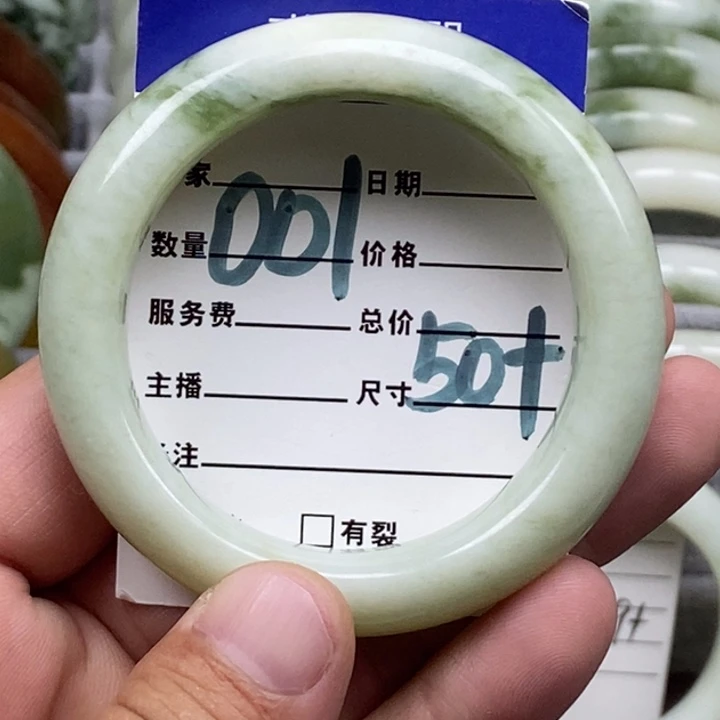 家 001 日期
数量 价格
服务费 总价
主播 尺寸 50+
注
有裂